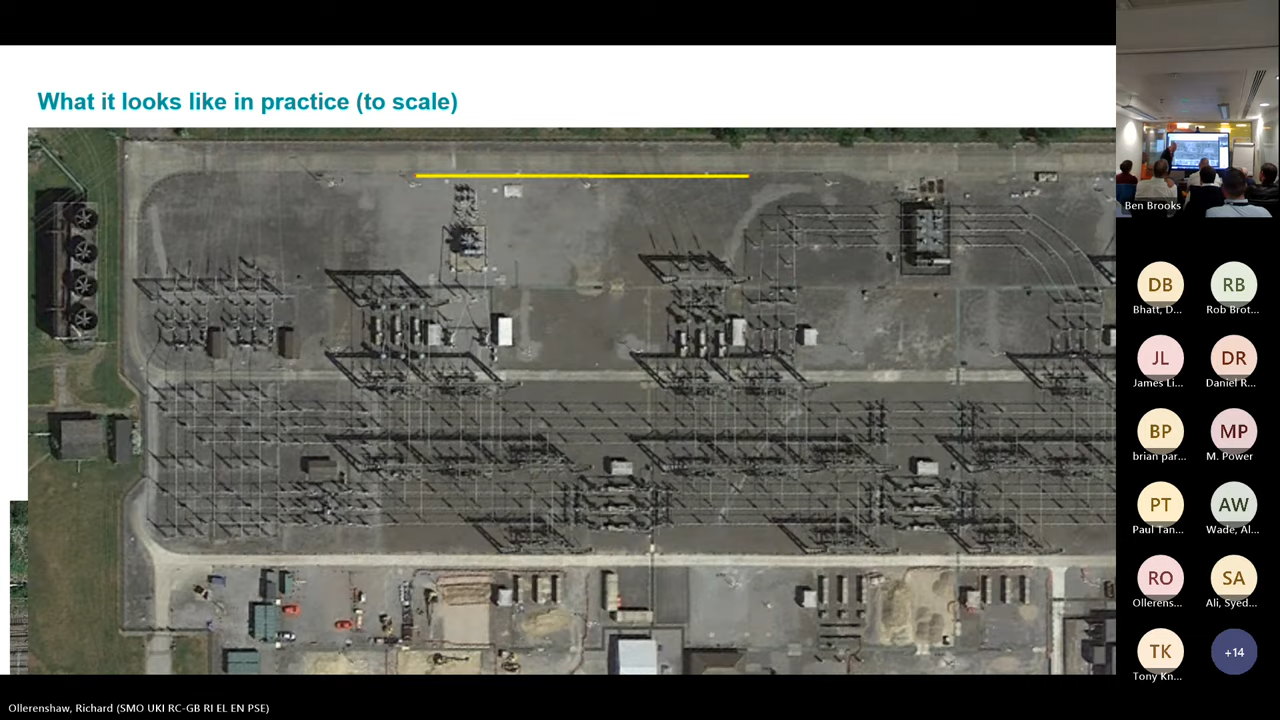 What it looks like in practice (to scale)
Ben Brooks
DB
RB
Bhatt, D...
Rob Brot...
JL
DR
James Li...
Daniel R...
BP
MP
brian par...
M. Power
PT
AW
Paul Tan...
Wade, Al...
RO
SA
Ollerens...
Ali, Syed...
TK
+14
Tony Kn...
Ollerenshaw, Richard (SMO UKI RC-GB RI EL EN PSE)